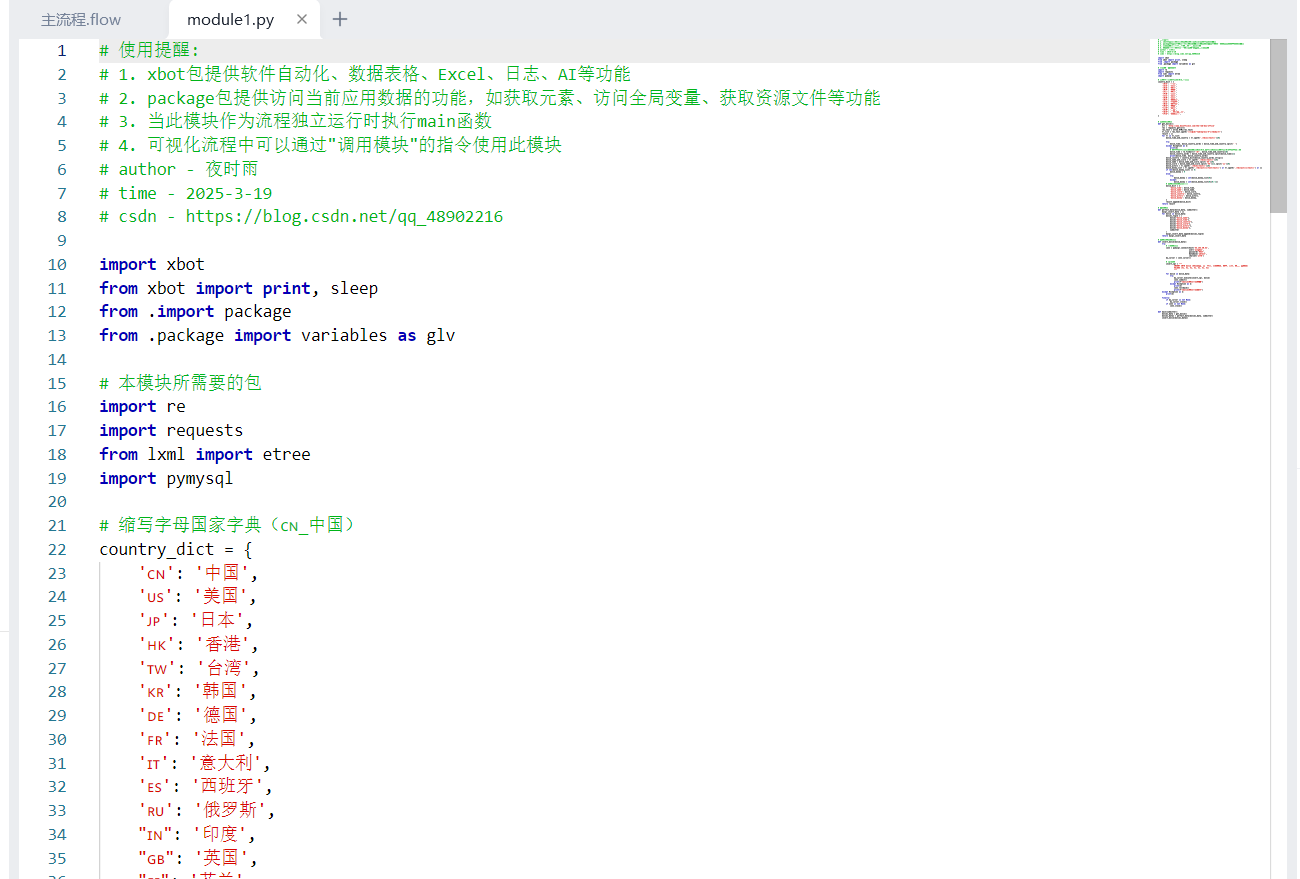 主流程.flow
module1.py
1 # 使用提醒:
2 # 1. xbot包提供软件自动化、数据表格、Excel、日志、AI等功能
3 # 2. package包提供访问当前应用数据的功能，如获取元素、访问全局变量、获取资源文件等功能
4 # 3. 当此模块作为流程独立运行时执行main函数
5 # 4. 可视化流程中可以通过"调用模块"的指令使用此模块
6 # author - 夜时雨
7 # time - 2025-3-19
8 # csdn - https://blog.csdn.net/qq_48902216
9
10 import xbot
11 from xbot import print, sleep
12 from .import package
13 from .package import variables as glv
14
15 # 本模块所需要的包
16 import re
17 import requests
18 from lxml import etree
19 import pymysql
20
21 # 缩写字母国家字典（CN_中国）
22 country_dict = {
23 'CN': '中国',
24 'US': '美国',
25 'JP': '日本',
26 'HK': '香港',
27 'TW': '台湾',
28 'KR': '韩国',
29 'DE': '德国',
30 'FR': '法国',
31 'IT': '意大利',
32 'ES': '西班牙',
33 'RU': '俄罗斯',
34 "IN": '印度',
35 "GB": '英国',